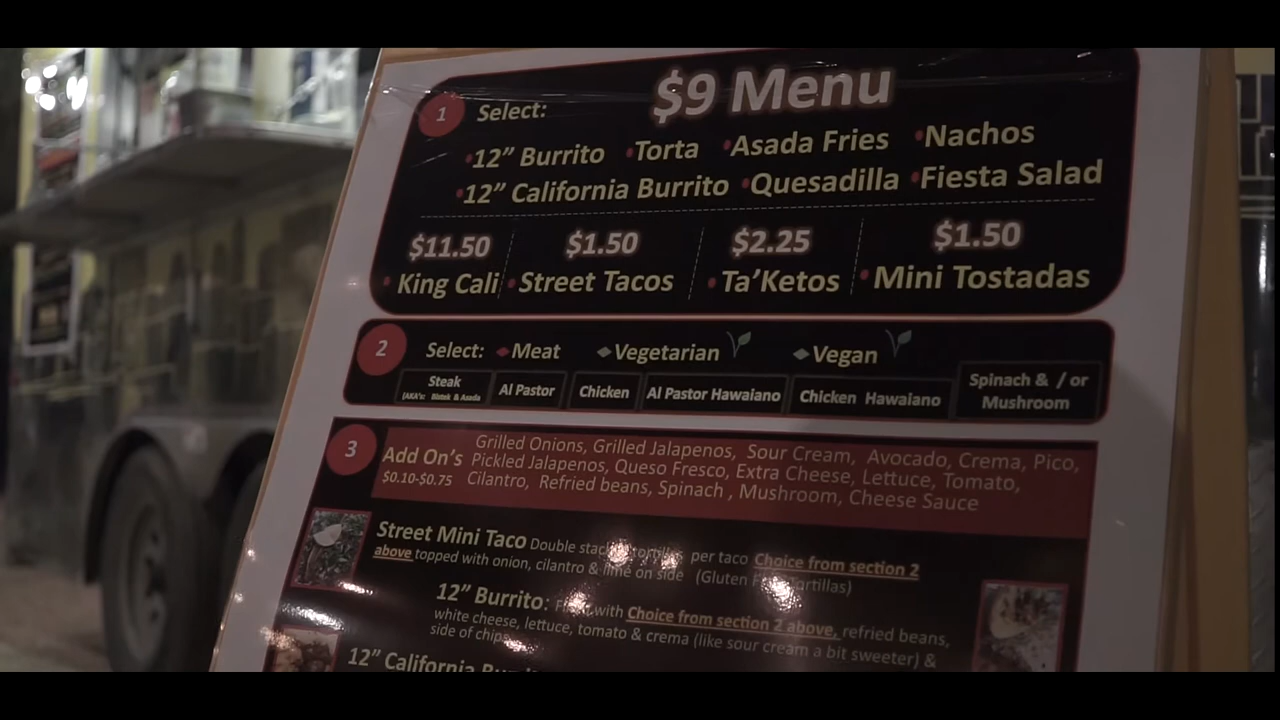 $9 Menu
1 Select:
•12” Burrito •Torta •Asada Fries •Nachos
•12” California Burrito •Quesadilla •Fiesta Salad
$11.50 $1.50 $2.25 $1.50
• King Cali • Street Tacos • Ta’Ketos • Mini Tostadas
2 Select: Meat Vegetarian Vegan
Steak Al Pastor Chicken Al Pastor Hawaiano Chicken Hawaiano Spinach & / or
(AKA's: Bistek & Asada Mushroom
3 Add On's Grilled Onions, Grilled Jalapenos, Sour Cream, Avocado, Crema, Pico,
$0.10-$0.75 Pickled Jalapenos, Queso Fresco, Extra Cheese, Lettuce, Tomato,
Cilantro, Refried beans, Spinach , Mushroom, Cheese Sauce
Street Mini Taco Double tortillas per taco Choice from section 2
above topped with onion, cilantro & lime on side (Gluten tortillas)
12” Burrito: with Choice from section 2 above, refried beans,
white cheese, lettuce, tomato & crema (like sour cream a bit sweeter) &
side of chips
12” California